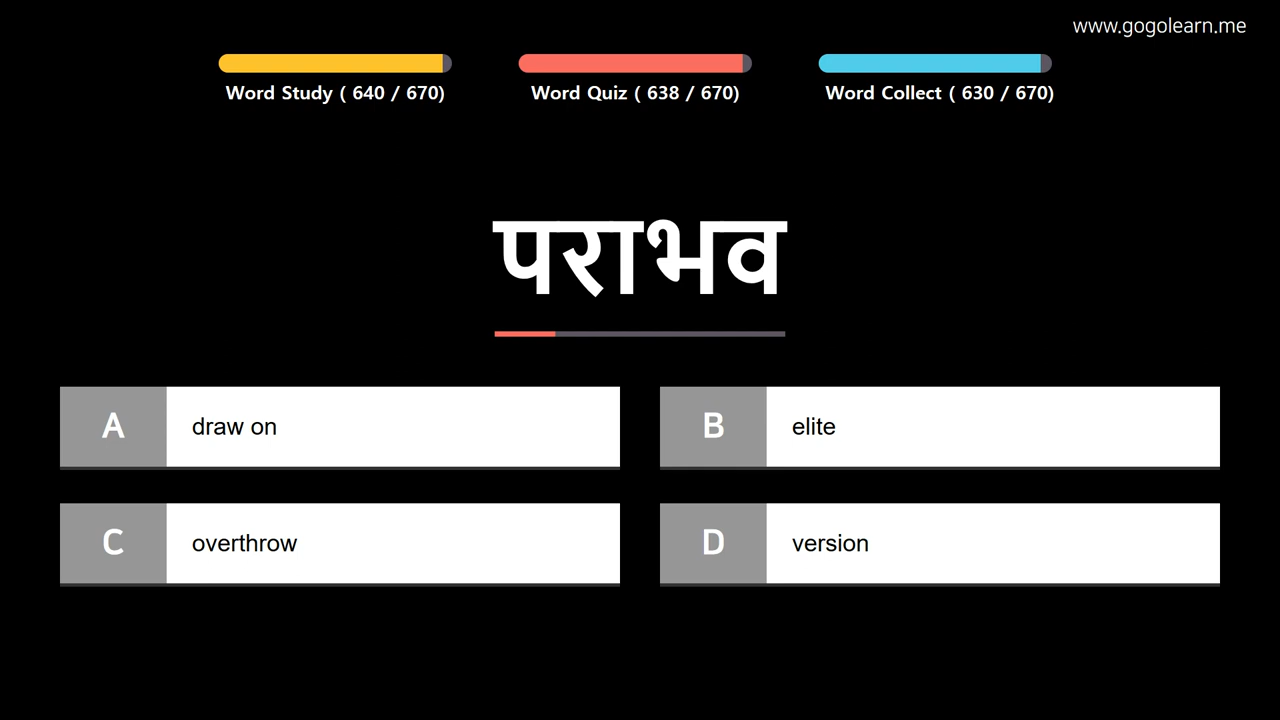 www.gogolearn.me
Word Study ( 640 / 670)
Word Quiz ( 638 / 670)
Word Collect ( 630 / 670)
पराभव
A draw on
B elite
C overthrow
D version